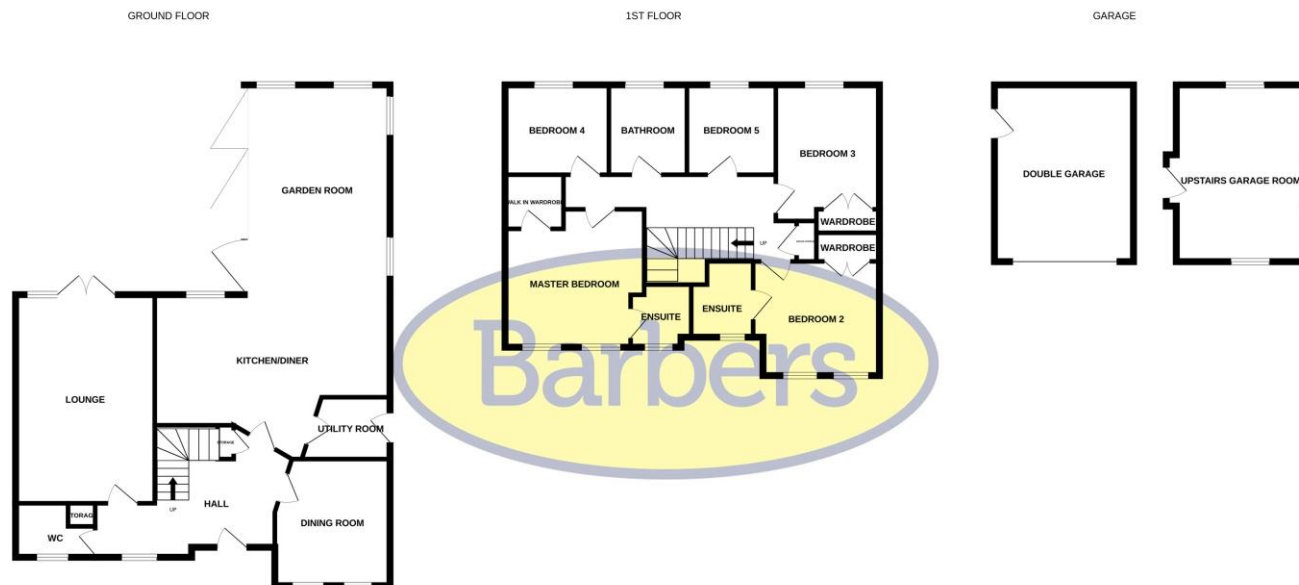 GROUND FLOOR
1ST FLOOR
GARAGE
GARDEN ROOM
KITCHEN/DINER
LOUNGE
UTILITY ROOM
STORAGE
HALL
UP
TORAG
WC
DINING ROOM
BEDROOM 4
BATHROOM
BEDROOM 5
BEDROOM 3
WALK IN WARDROBE
WARDROBE
UP
WARDROBE
MASTER BEDROOM
ENSUITE
ENSUITE
BEDROOM 2
Barbers
DOUBLE GARAGE
UPSTAIRS GARAGE ROOM